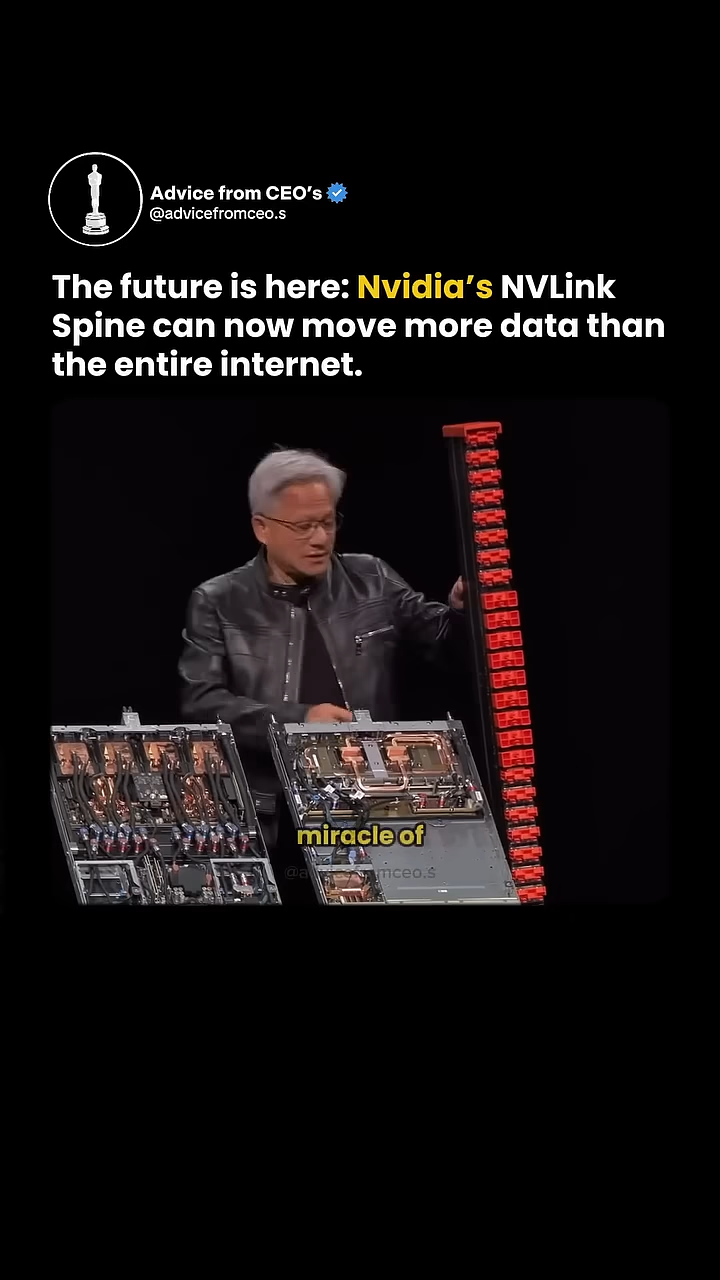 Advice from CEO’s
@advicefromceo.s
The future is here: Nvidia’s NVLink
Spine can now move more data than
the entire internet.
miracle of
@advicefromceo.s